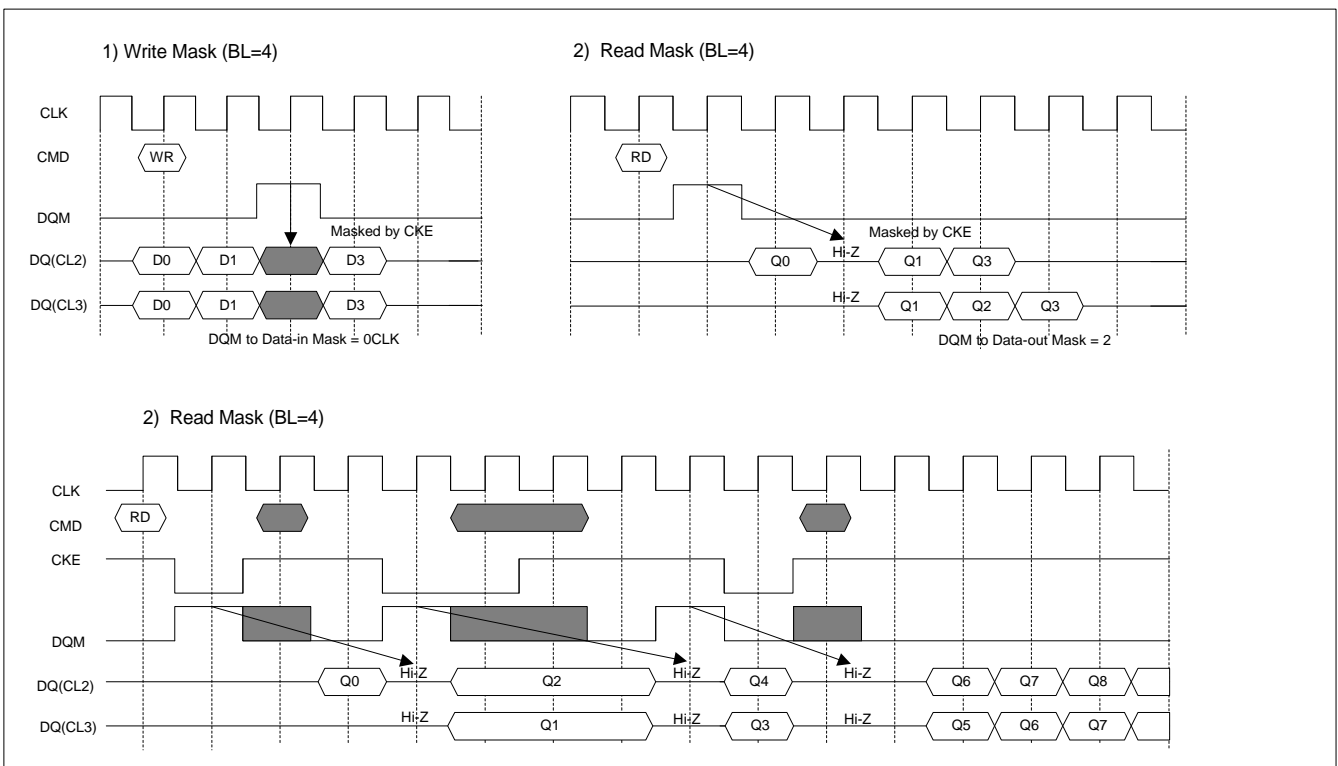 1) Write Mask (BL=4)
CLK
CMD
WR
DQM
Masked by CKE
DQ(CL2)
D0
D1
D3
DQ(CL3)
D0
D1
D3
DQM to Data-in Mask = 0CLK
2) Read Mask (BL=4)
RD
Masked by CKE
Hi-Z
Q0
Q1
Q3
Hi-Z
Q1
Q2
Q3
DQM to Data-out Mask = 2
2) Read Mask (BL=4)
CLK
CMD
RD
CKE
DQM
DQ(CL2)
Q0
Hi-Z
Q2
Hi-Z
Q4
Hi-Z
Q6
Q7
Q8
DQ(CL3)
Hi-Z
Q1
Hi-Z
Q3
Hi-Z
Q5
Q6
Q7